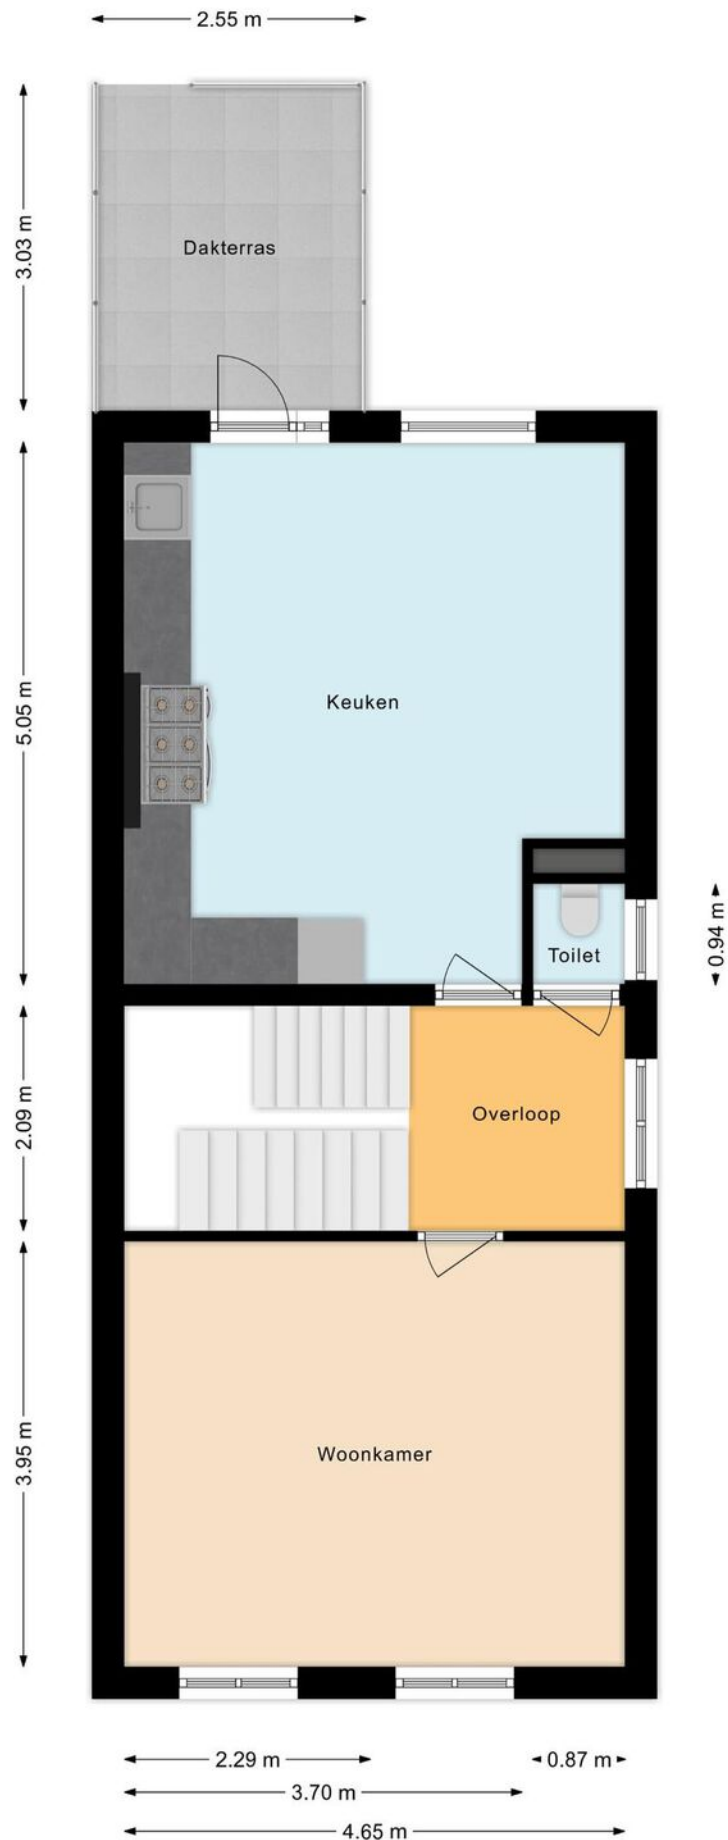 2.55 m
3.03 m
Dakterras
5.05 m
Keuken
0.94 m
Toilet
2.09 m
Overloop
3.95 m
Woonkamer
2.29 m
0.87 m
3.70 m
4.65 m